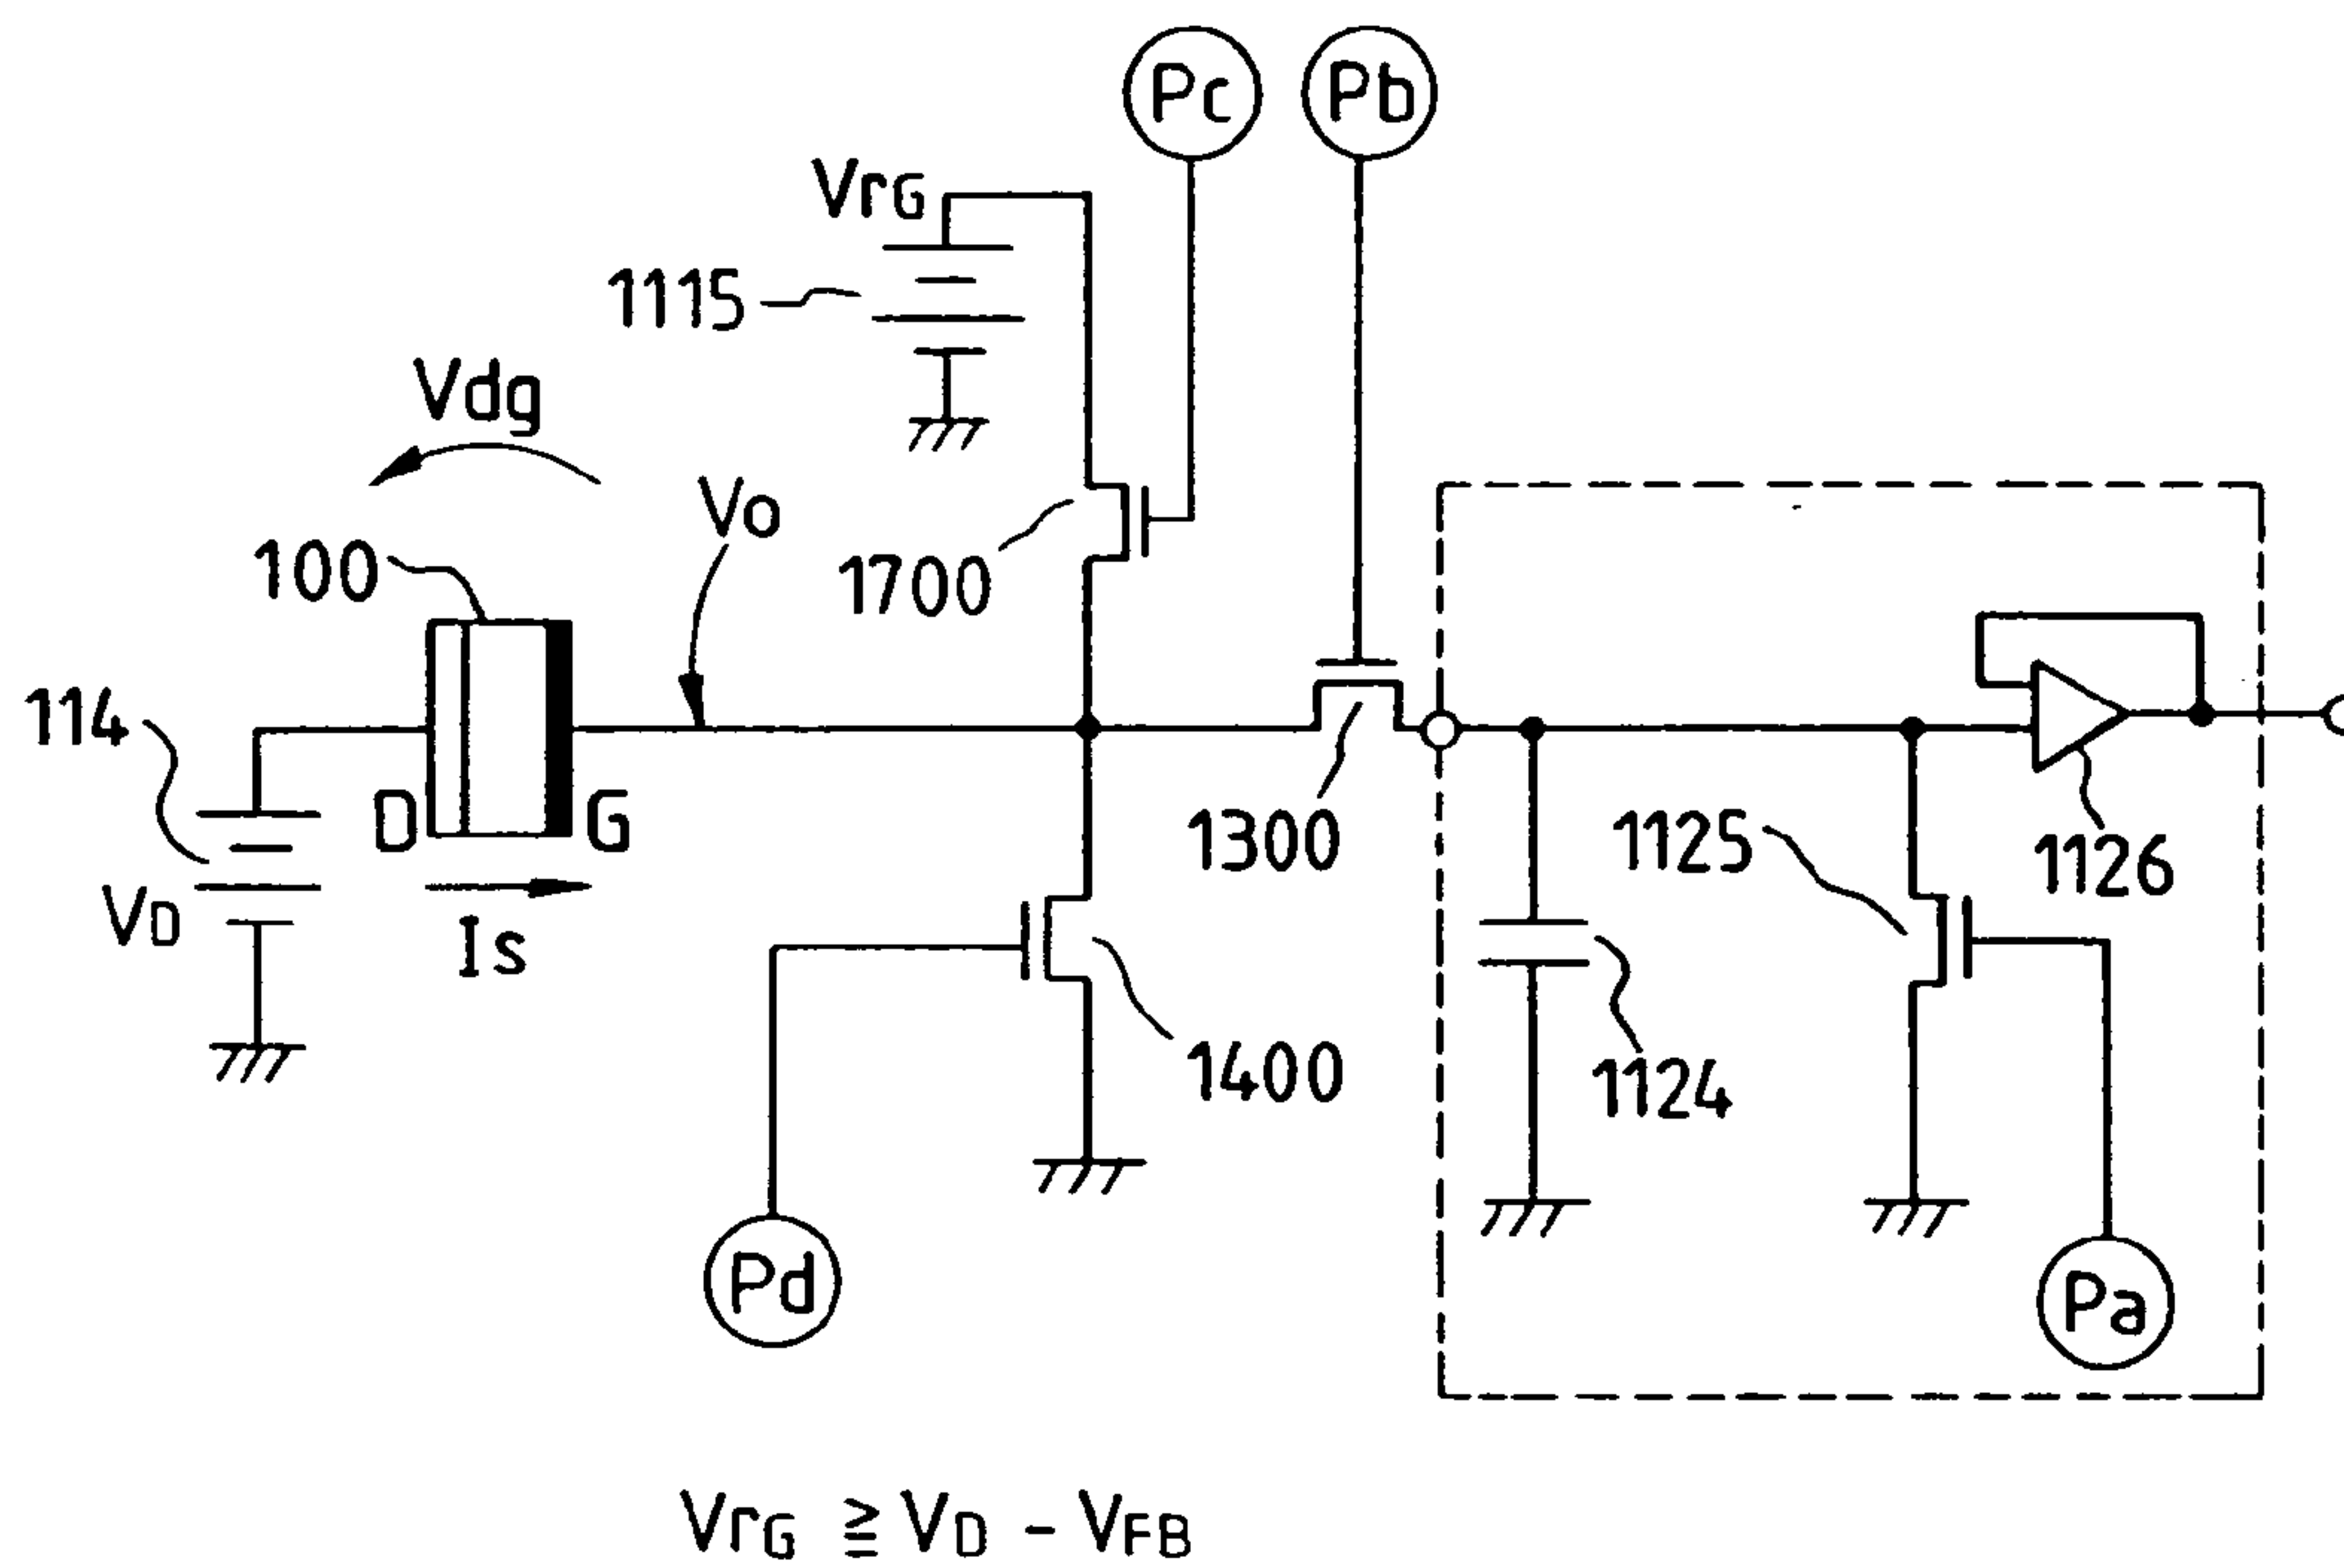 Pc
Pb
VrG
1115
Vdg
Vo
100
1700
114
D
G
1300
1125
1126
VD
Is
1400
1124
Pd
Pa
VrG ≧ VD - VFB